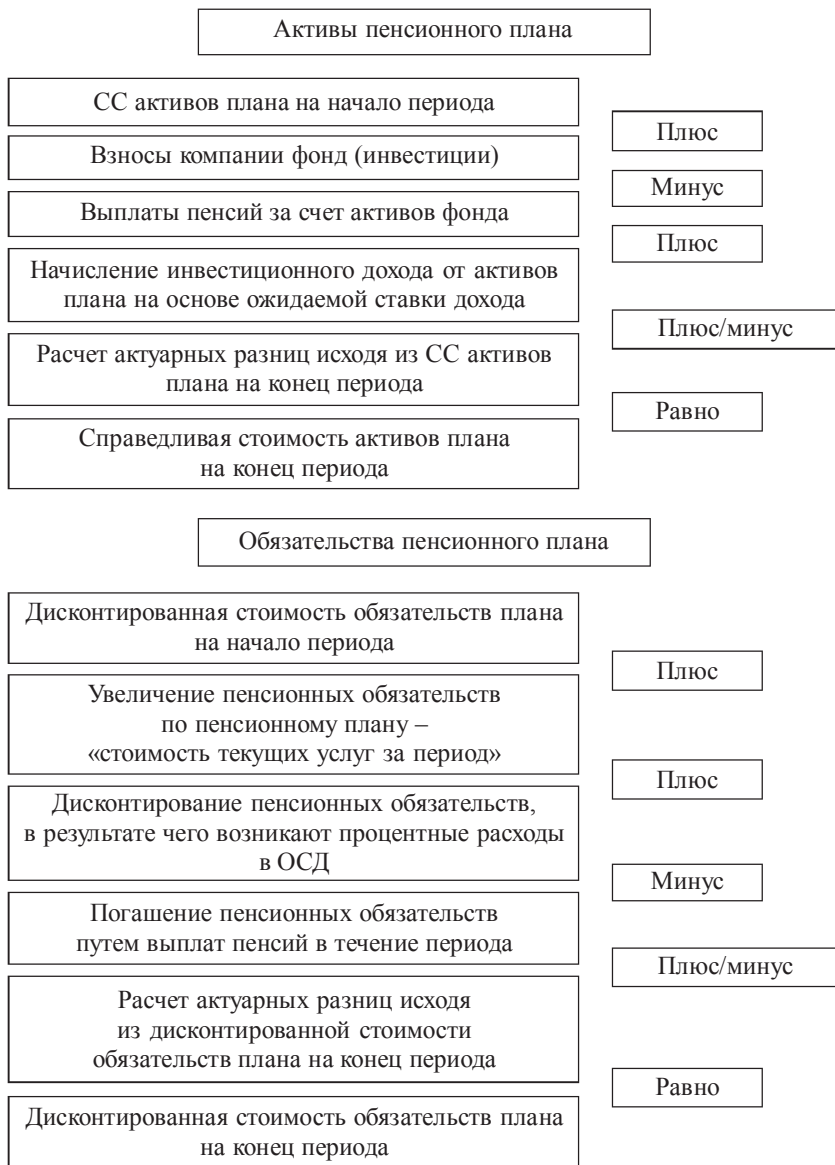 Активы пенсионного плана
СС активов плана на начало периода
Плюс
Взносы компании фонд (инвестиции)
Минус
Выплаты пенсий за счет активов фонда
Плюс
Начисление инвестиционного дохода от активов
плана на основе ожидаемой ставки дохода
Плюс/минус
Расчет актуарных разниц исходя из СС активов
плана на конец периода
Равно
Справедливая стоимость активов плана
на конец периода
Обязательства пенсионного плана
Дисконтированная стоимость обязательств плана
на начало периода
Плюс
Увеличение пенсионных обязательств
по пенсионному плану –
«стоимость текущих услуг за период»
Плюс
Дисконтирование пенсионных обязательств,
в результате чего возникают процентные расходы
в ОСД
Минус
Погашение пенсионных обязательств
путем выплат пенсий в течение периода
Плюс/минус
Расчет актуарных разниц исходя
из дисконтированной стоимости
обязательств плана на конец периода
Равно
Дисконтированная стоимость обязательств плана
на конец периода